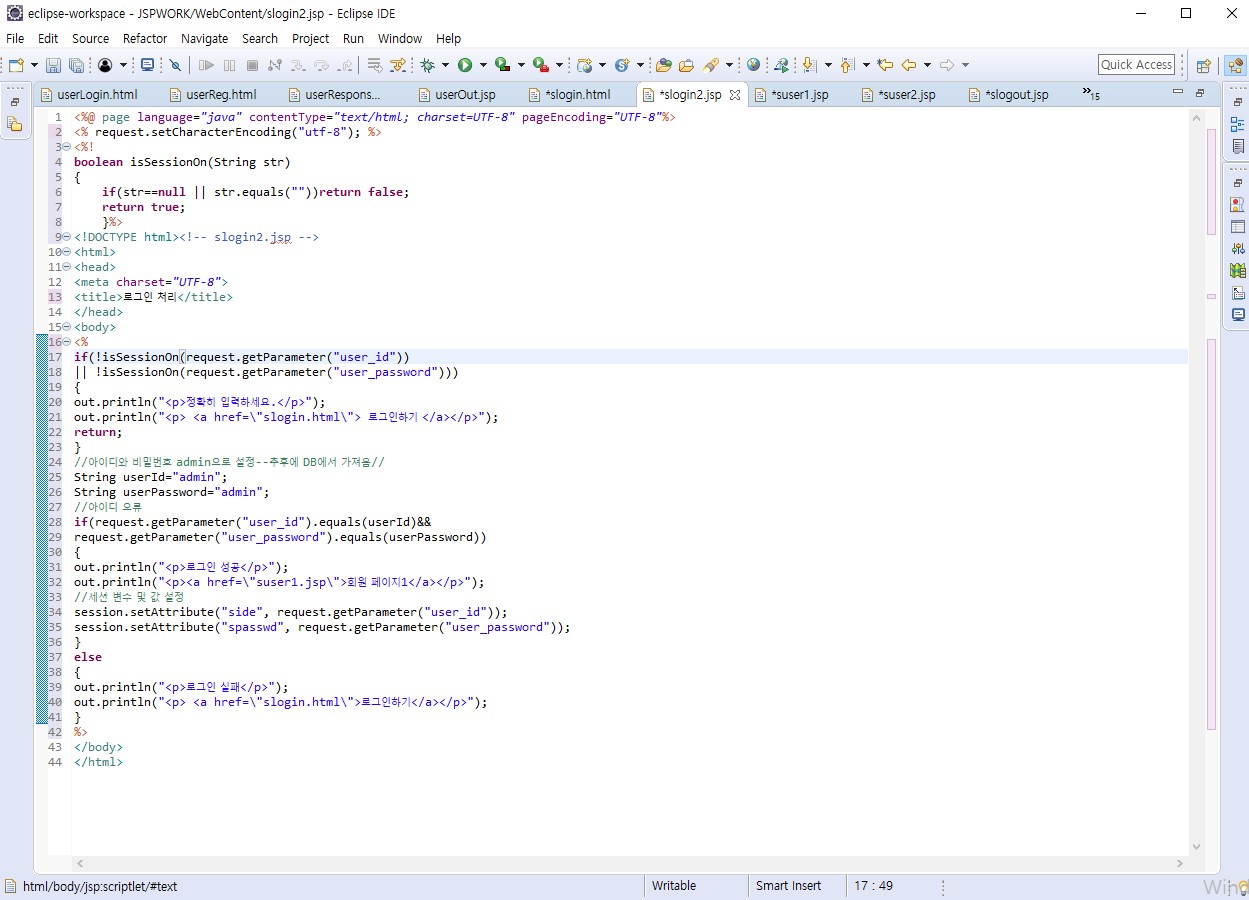 eclipse-workspace - JSPWORK/WebContent/slogin2.jsp - Eclipse IDE
File Edit Source Refactor Navigate Search Project Run Window Help
Quick Access
userLogin.html userReg.html userRespons... userOut.jsp *slogin.html *slogin2.jsp *suser1.jsp *suser2.jsp *slogout.jsp »15
1 <%@ page language="java" contentType="text/html; charset=UTF-8" pageEncoding="UTF-8"%>
2 <% request.setCharacterEncoding("utf-8"); %>
3 <%!
4 boolean isSessionOn(String str)
5 {
6 if(str==null || str.equals(""))return false;
7 return true;
8 }%>
9 <!DOCTYPE html><!-- slogin2.jsp -->
10 <html>
11 <head>
12 <meta charset="UTF-8">
13 <title>로그인 처리</title>
14 </head>
15 <body>
16 <%
17 if(!isSessionOn(request.getParameter("user_id"))
18 || !isSessionOn(request.getParameter("user_password")))
19 {
20 out.println("<p>정확히 입력하세요.</p>");
21 out.println("<p> <a href=\"slogin.html\"> 로그인하기 </a></p>");
22 return;
23 }
24 //아이디와 비밀번호 admin으로 설정--추후에 DB에서 가져옴//
25 String userId="admin";
26 String userPassword="admin";
27 //아이디 오류
28 if(request.getParameter("user_id").equals(userId)&&
29 request.getParameter("user_password").equals(userPassword))
30 {
31 out.println("<p>로그인 성공</p>");
32 out.println("<p><a href=\"suser1.jsp\">회원 페이지1</a></p>");
33 //세션 변수 및 값 설정
34 session.setAttribute("side", request.getParameter("user_id"));
35 session.setAttribute("spasswd", request.getParameter("user_password"));
36 }
37 else
38 {
39 out.println("<p>로그인 실패</p>");
40 out.println("<p> <a href=\"slogin.html\">로그인하기</a></p>");
41 }
42 %>
43 </body>
44 </html>
html/body/jsp:scriptlet/#text Writable Smart Insert 17 : 49